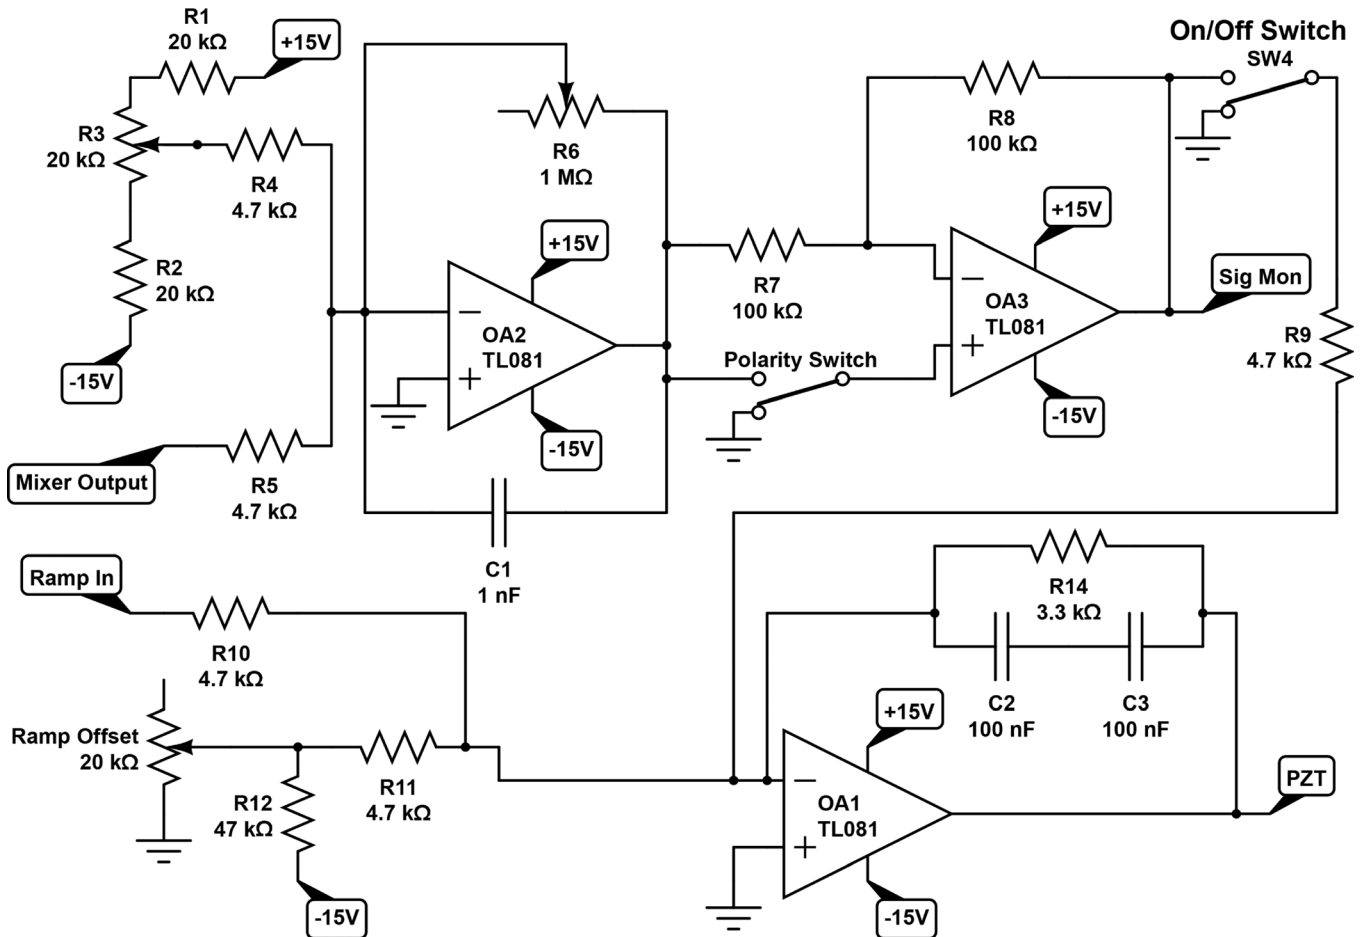 R1
20 kΩ
+15V
On/Off Switch
SW4
R3
20 kΩ
R4
4.7 kΩ
R6
1 MΩ
R8
100 kΩ
+15V
+15V
R2
20 kΩ
R7
100 kΩ
Sig Mon
OA2
TL081
OA3
TL081
R9
4.7 kΩ
-15V
Polarity Switch
-15V
-15V
Mixer Output
R5
4.7 kΩ
C1
1 nF
Ramp In
R14
3.3 kΩ
R10
4.7 kΩ
C2
100 nF
C3
100 nF
+15V
Ramp Offset
20 kΩ
R11
4.7 kΩ
R12
47 kΩ
OA1
TL081
PZT
-15V
-15V